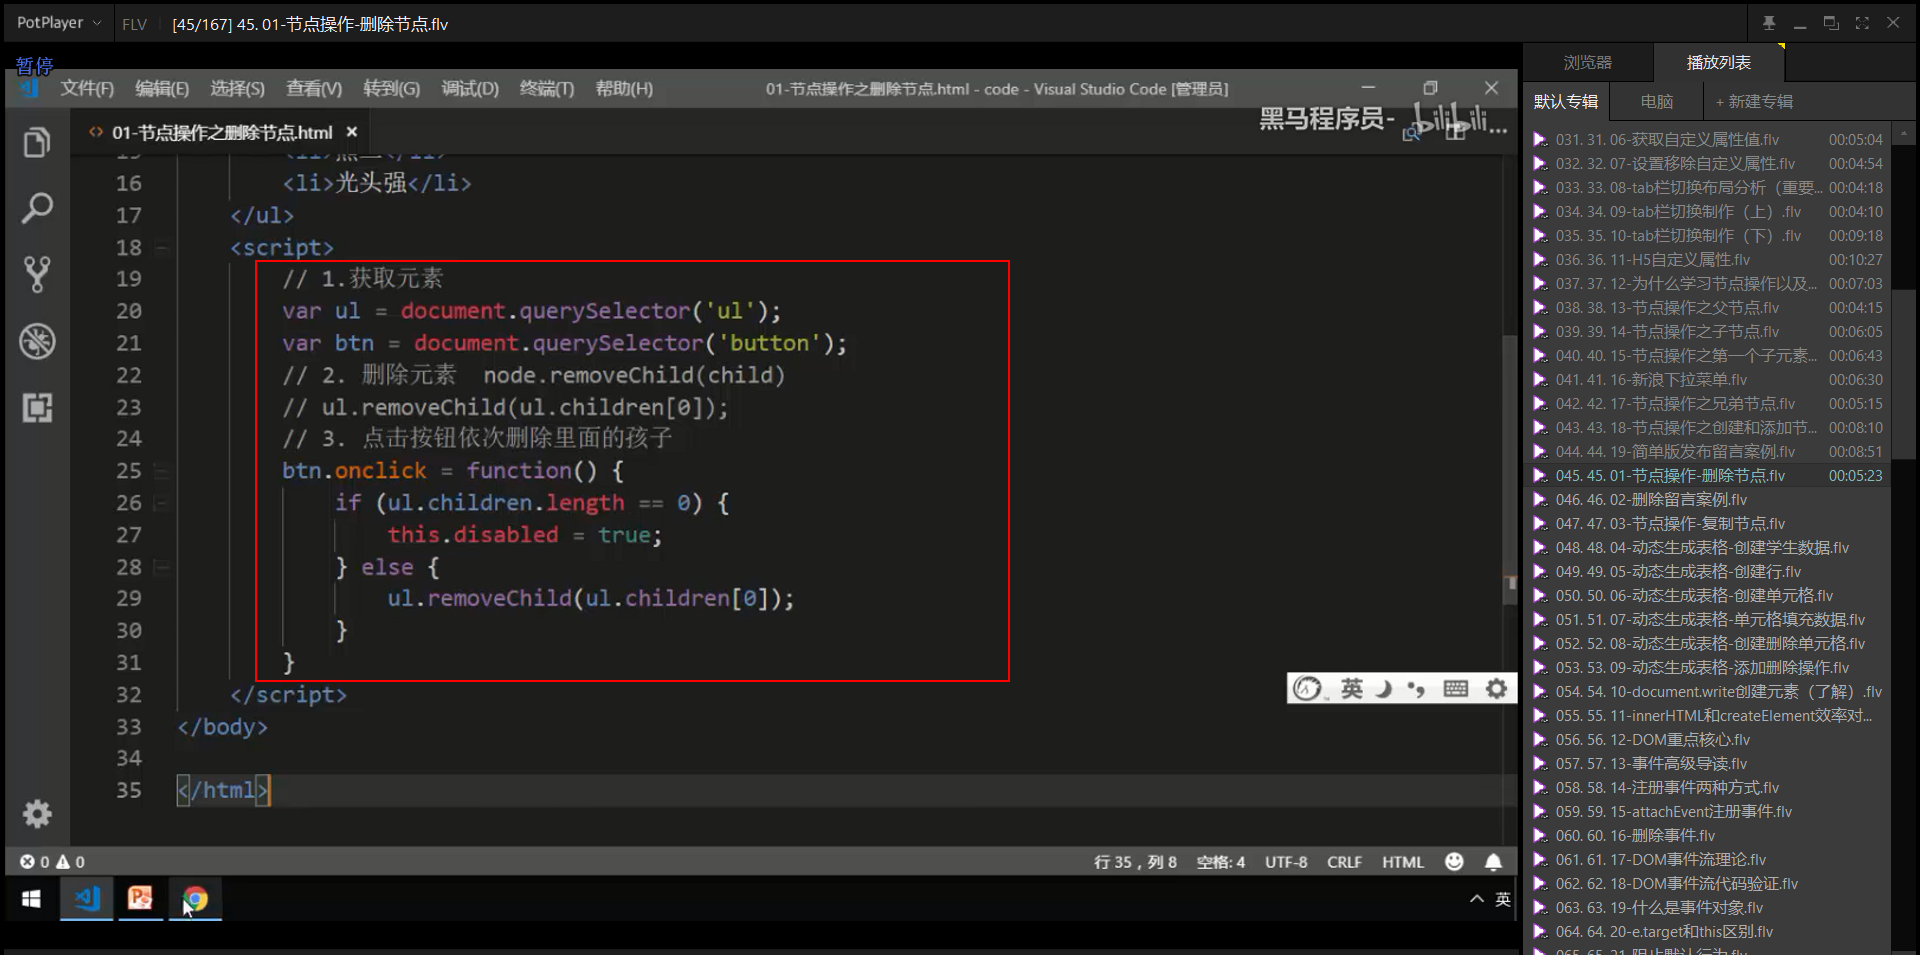 PotPlayer
FLV
[45/167] 45. 01-节点操作-删除节点.flv
暂停
文件(F) 编辑(E) 选择(S) 查看(V) 转到(G) 调试(D) 终端(T) 帮助(H)
01-节点操作之删除节点.html - code - Visual Studio Code [管理员]
黑马程序员-
bilibili
01-节点操作之删除节点.html
16 <li>光头强</li>
17 </ul>
18 <script>
19 // 1.获取元素
20 var ul = document.querySelector('ul');
21 var btn = document.querySelector('button');
22 // 2. 删除元素 node.removeChild(child)
23 // ul.removeChild(ul.children[0]);
24 // 3. 点击按钮依次删除里面的孩子
25 btn.onclick = function() {
26 if (ul.children.length == 0) {
27 this.disabled = true;
28 } else {
29 ul.removeChild(ul.children[0]);
30 }
31 }
32 </script>
33 </body>
34
35 </html>
英
0 0
行 35，列 8 空格: 4 UTF-8 CRLF HTML
英
浏览器 播放列表
默认专辑 电脑 + 新建专辑
031. 31. 06-获取自定义属性值.flv 00:05:04
032. 32. 07-设置移除自定义属性.flv 00:04:54
033. 33. 08-tab栏切换布局分析（重要... 00:04:18
034. 34. 09-tab栏切换制作（上）.flv 00:04:10
035. 35. 10-tab栏切换制作（下）.flv 00:09:18
036. 36. 11-H5自定义属性.flv 00:10:27
037. 37. 12-为什么学习节点操作以及... 00:07:03
038. 38. 13-节点操作之父节点.flv 00:04:15
039. 39. 14-节点操作之子节点.flv 00:06:05
040. 40. 15-节点操作之第一个子元素... 00:06:43
041. 41. 16-新浪下拉菜单.flv 00:06:30
042. 42. 17-节点操作之兄弟节点.flv 00:05:15
043. 43. 18-节点操作之创建和添加节... 00:08:10
044. 44. 19-简单版发布留言案例.flv 00:08:51
045. 45. 01-节点操作-删除节点.flv 00:05:23
046. 46. 02-删除留言案例.flv
047. 47. 03-节点操作-复制节点.flv
048. 48. 04-动态生成表格-创建学生数据.flv
049. 49. 05-动态生成表格-创建行.flv
050. 50. 06-动态生成表格-创建单元格.flv
051. 51. 07-动态生成表格-单元格填充数据.flv
052. 52. 08-动态生成表格-创建删除单元格.flv
053. 53. 09-动态生成表格-添加删除操作.flv
054. 54. 10-document.write创建元素（了解）.flv
055. 55. 11-innerHTML和createElement效率对...
056. 56. 12-DOM重点核心.flv
057. 57. 13-事件高级导读.flv
058. 58. 14-注册事件两种方式.flv
059. 59. 15-attachEvent注册事件.flv
060. 60. 16-删除事件.flv
061. 61. 17-DOM事件流理论.flv
062. 62. 18-DOM事件流代码验证.flv
063. 63. 19-什么是事件对象.flv
064. 64. 20-e.target和this区别.flv